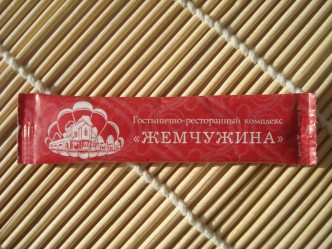 Гостинично-ресторанный комплекс
«ЖЕМЧУЖИНА»